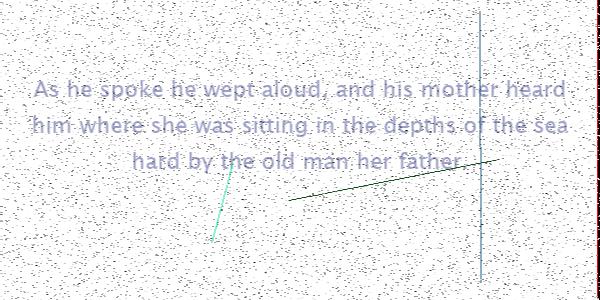 As he spoke he wept aloud, and his mother heard
him where she was sitting in the depths of the sea
hard by the old man her father.